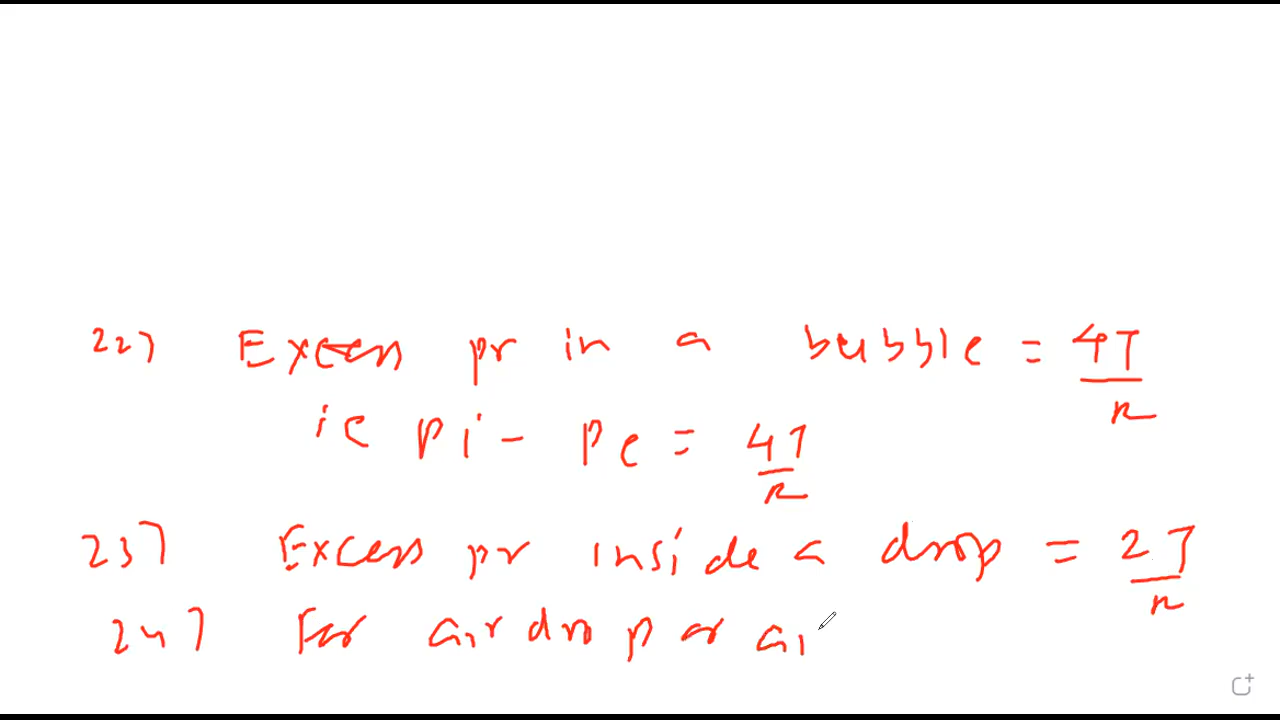 22) Excess pr in a bubble = 4T/r
ie pi - pe = 4T/r
23) Excess pr inside a drop = 2T/r
24) For air drop or ai